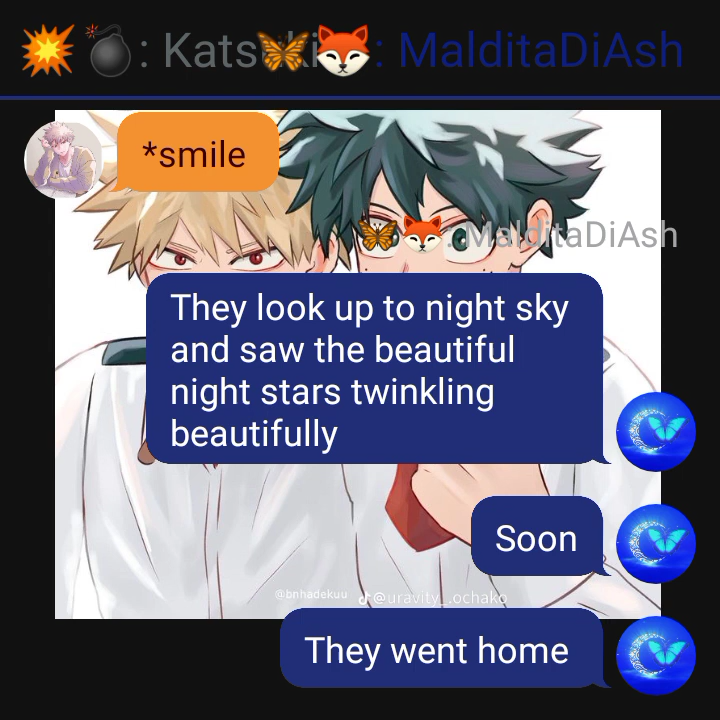 💥💣: Katsuki 🦋🦊: MalditaDiAsh
*smile
🦋🦊: MalditaDiAsh
They look up to night sky
and saw the beautiful
night stars twinkling
beautifully
Soon
@bnhadekuu @uravity_.ochako
They went home